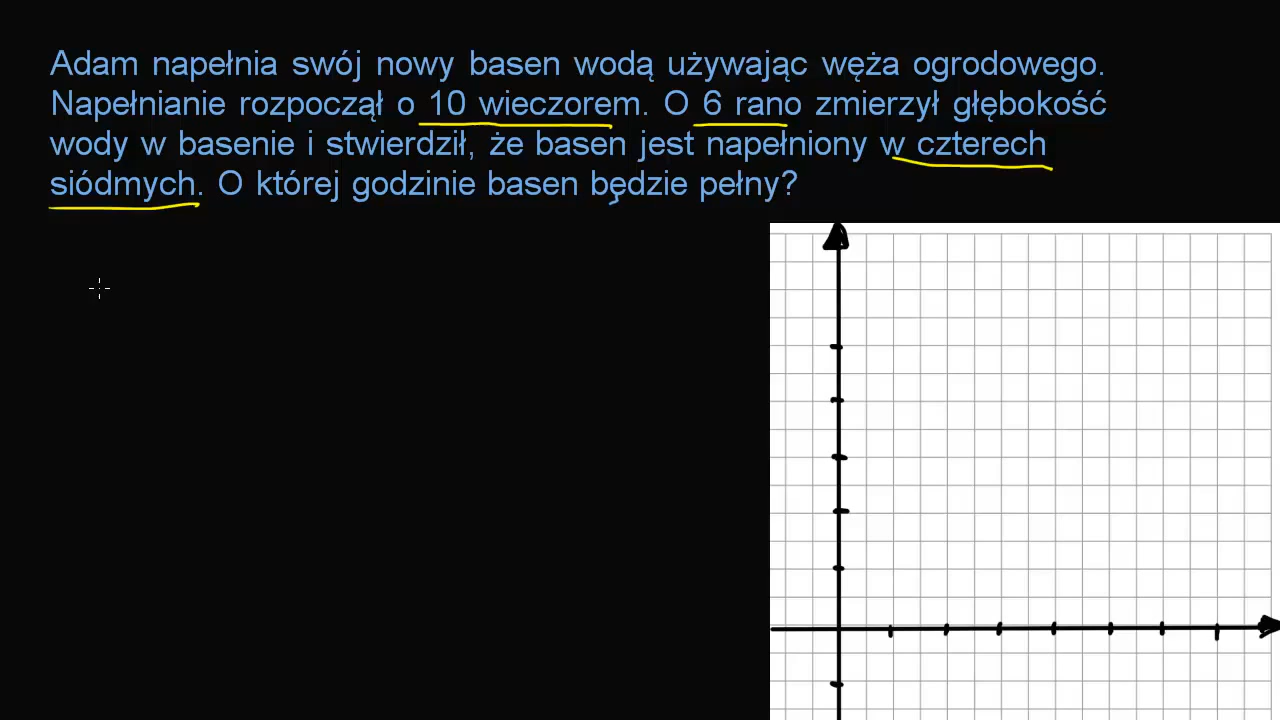 Adam napełnia swój nowy basen wodą używając węża ogrodowego.
Napełnianie rozpoczął o 10 wieczorem. O 6 rano zmierzył głębokość
wody w basenie i stwierdził, że basen jest napełniony w czterech
siódmych. O której godzinie basen będzie pełny?